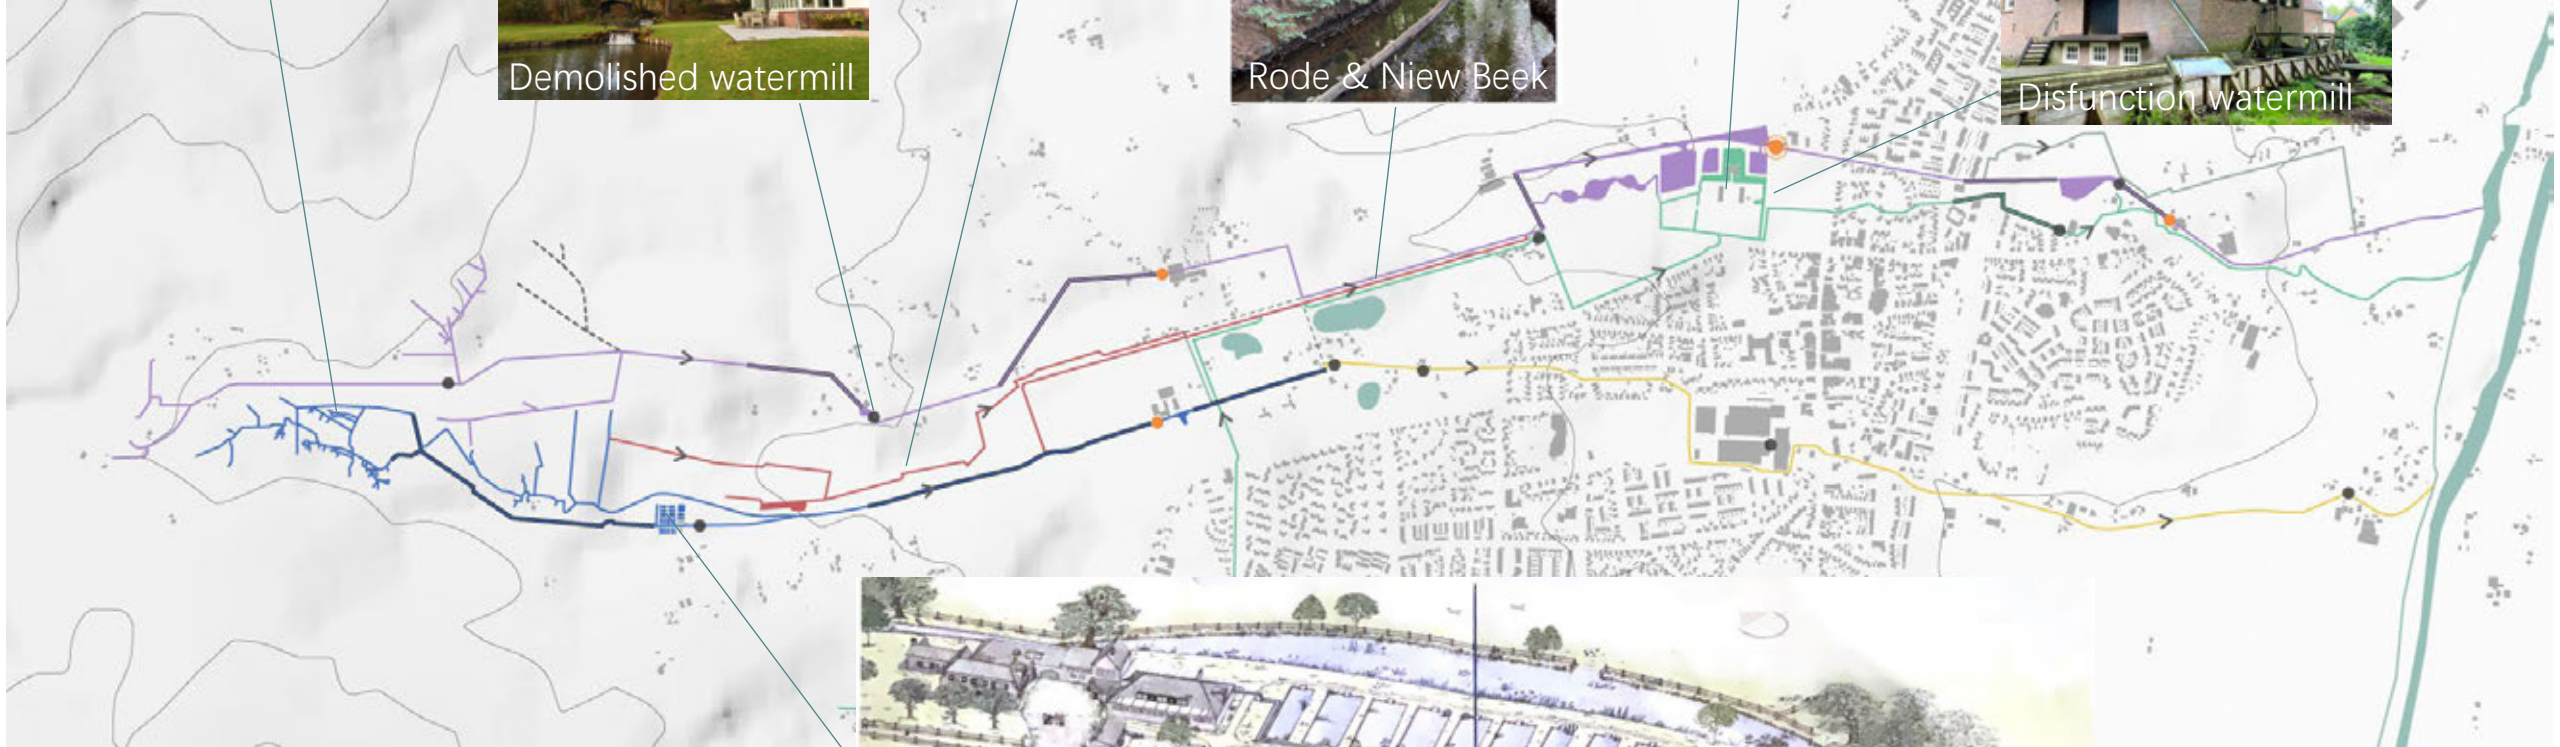 Demolished watermill
Rode & Niew Beek
Disfunction watermill